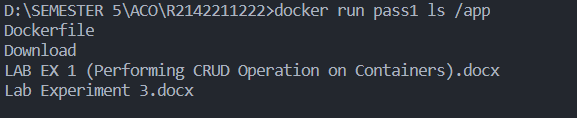 D:\SEMESTER 5\ACO\R2142211222>docker run pass1 ls /app
Dockerfile
Download
LAB EX 1 (Performing CRUD Operation on Containers).docx
Lab Experiment 3.docx